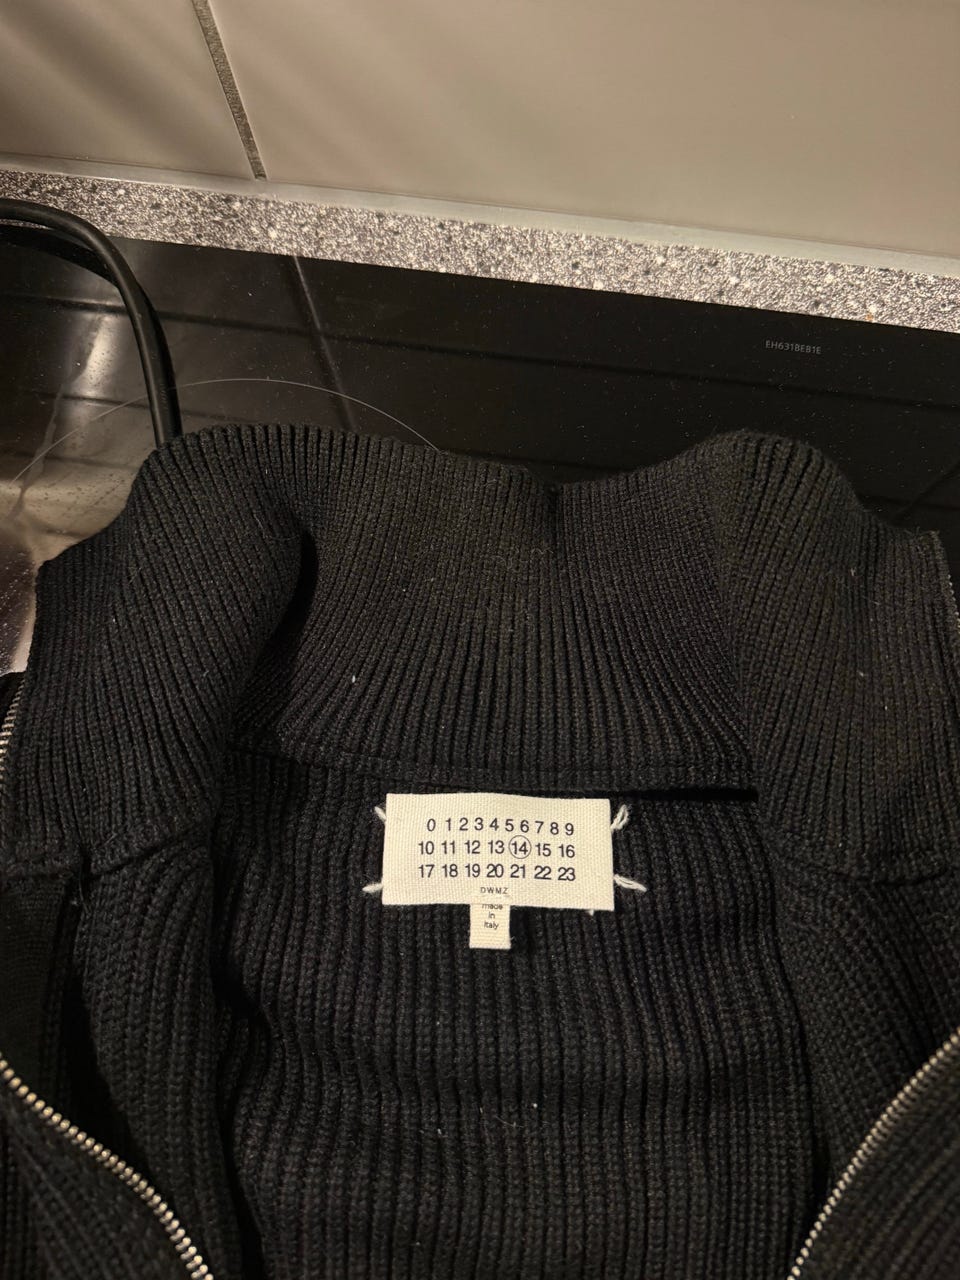 EH631BEB1E
0 1 2 3 4 5 6 7 8 9
10 11 12 13 14 15 16
17 18 19 20 21 22 23
DWMZ
made
in
italy